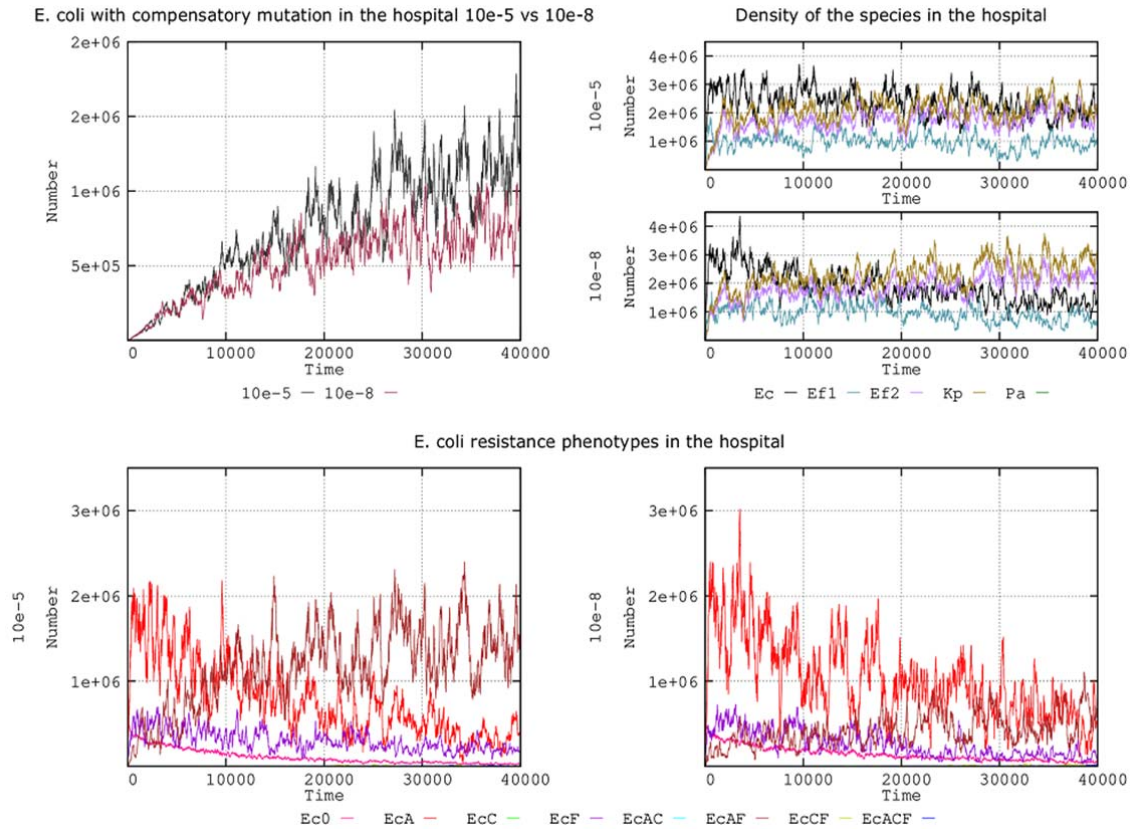 E. coli with compensatory mutation in the hospital 10e-5 vs 10e-8
Number
2e+06
2e+06
1e+06
5e+05
0 10000 20000 30000 40000
Time
10e-5 10e-8
Density of the species in the hospital
10e-5
Number
4e+06
3e+06
2e+06
1e+06
0 10000 20000 30000 40000
Time
10e-8
Number
4e+06
3e+06
2e+06
1e+06
0 10000 20000 30000 40000
Time
Ec Ef1 Ef2 Kp Pa
E. coli resistance phenotypes in the hospital
10e-5
Number
3e+06
2e+06
1e+06
0 10000 20000 30000 40000
Time
10e-8
Number
3e+06
2e+06
1e+06
0 10000 20000 30000 40000
Time
Ec0 EcA EcC EcF EcAC EcAF EcCF EcACF